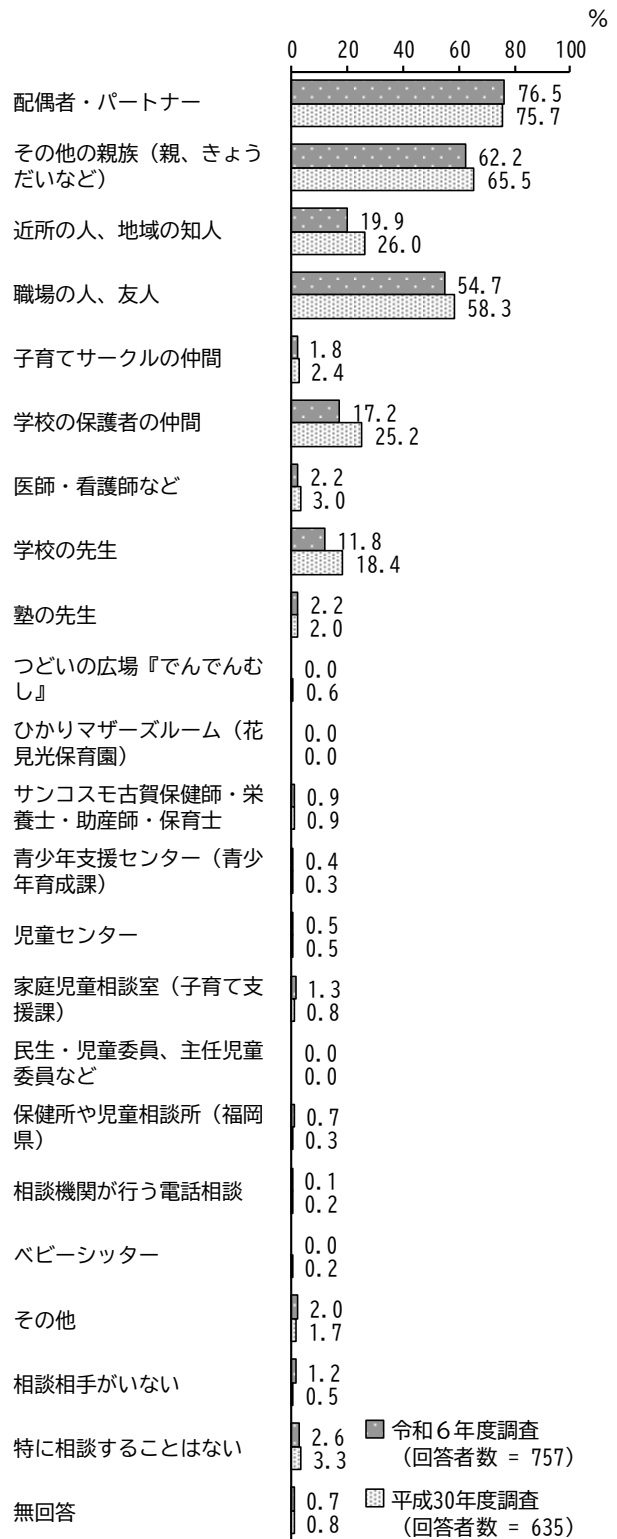 %
0 20 40 60 80 100
配偶者・パートナー
76.5
75.7
その他の親族（親、きょう
だいなど）
62.2
65.5
近所の人、地域の知人
19.9
26.0
職場の人、友人
54.7
58.3
子育てサークルの仲間
1.8
2.4
学校の保護者の仲間
17.2
25.2
医師・看護師など
2.2
3.0
学校の先生
11.8
18.4
塾の先生
2.2
2.0
つどいの広場『でんでんむ
し』
0.0
0.6
ひかりマザーズルーム（花
見光保育園）
0.0
0.0
サンコスモ古賀保健師・栄
養士・助産師・保育士
0.9
0.9
青少年支援センター（青少
年育成課）
0.4
0.3
児童センター
0.5
0.5
家庭児童相談室（子育て支
援課）
1.3
0.8
民生・児童委員、主任児童
委員など
0.0
0.0
保健所や児童相談所（福岡
県）
0.7
0.3
相談機関が行う電話相談
0.1
0.2
ベビーシッター
0.0
0.2
その他
2.0
1.7
相談相手がいない
1.2
0.5
特に相談することはない
2.6
3.3
無回答
0.7
0.8
令和６年度調査
（回答者数 = 757）
平成30年度調査
（回答者数 = 635）